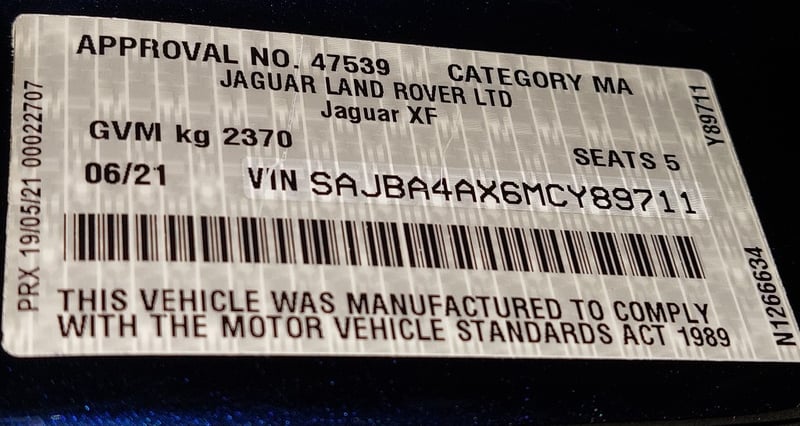 APPROVAL NO. 47539 CATEGORY MA
JAGUAR LAND ROVER LTD
Jaguar XF
GVM kg 2370 SEATS 5
06/21 VIN SAJBA4AX6MCY89711
THIS VEHICLE WAS MANUFACTURED TO COMPLY
WITH THE MOTOR VEHICLE STANDARDS ACT 1989
PRX 19/05/21 00022707
Y89711
N1266634